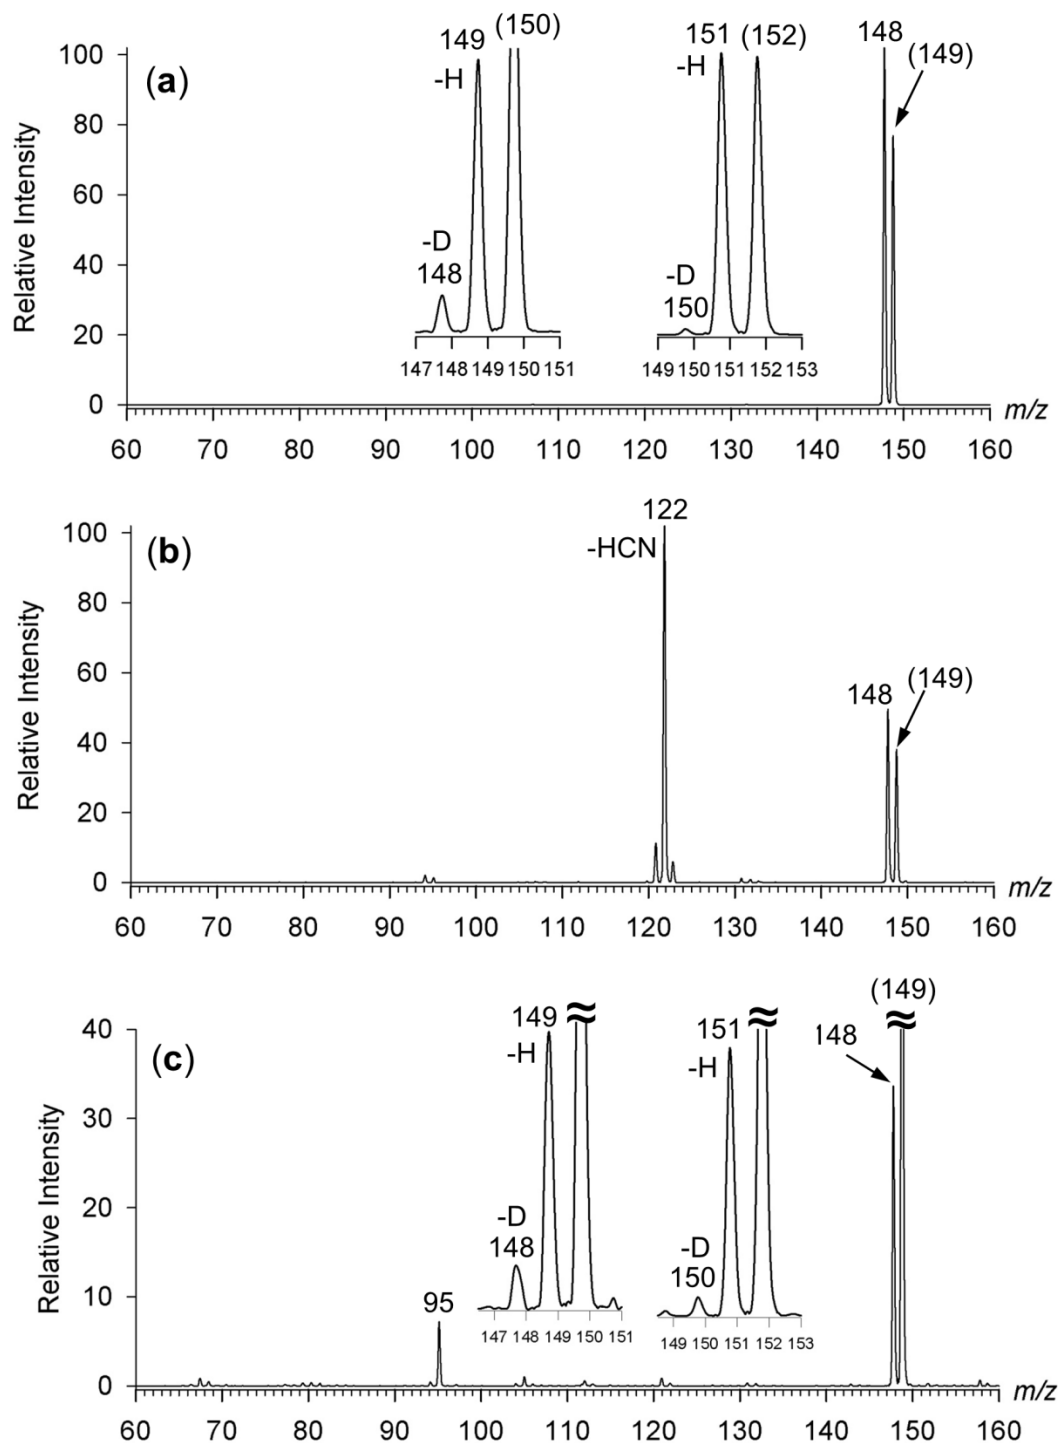 149 (150) 151 (152) 148 (149)
100
(a)
-H -H
80
60
-D
148
-D
150
40
20
0
Relative Intensity
147 148 149 150 151
149 150 151 152 153
m/z
60 70 80 90 100 110 120 130 140 150 160
122
100
(b)
-HCN
80
148 (149)
60
40
20
0
Relative Intensity
m/z
60 70 80 90 100 110 120 130 140 150 160
(149)
40
(c)
149 151 148
-H -H
30
-D
148
-D
150
20
10
95
0
Relative Intensity
147 148 149 150 151
149 150 151 152 153
m/z
60 70 80 90 100 110 120 130 140 150 160